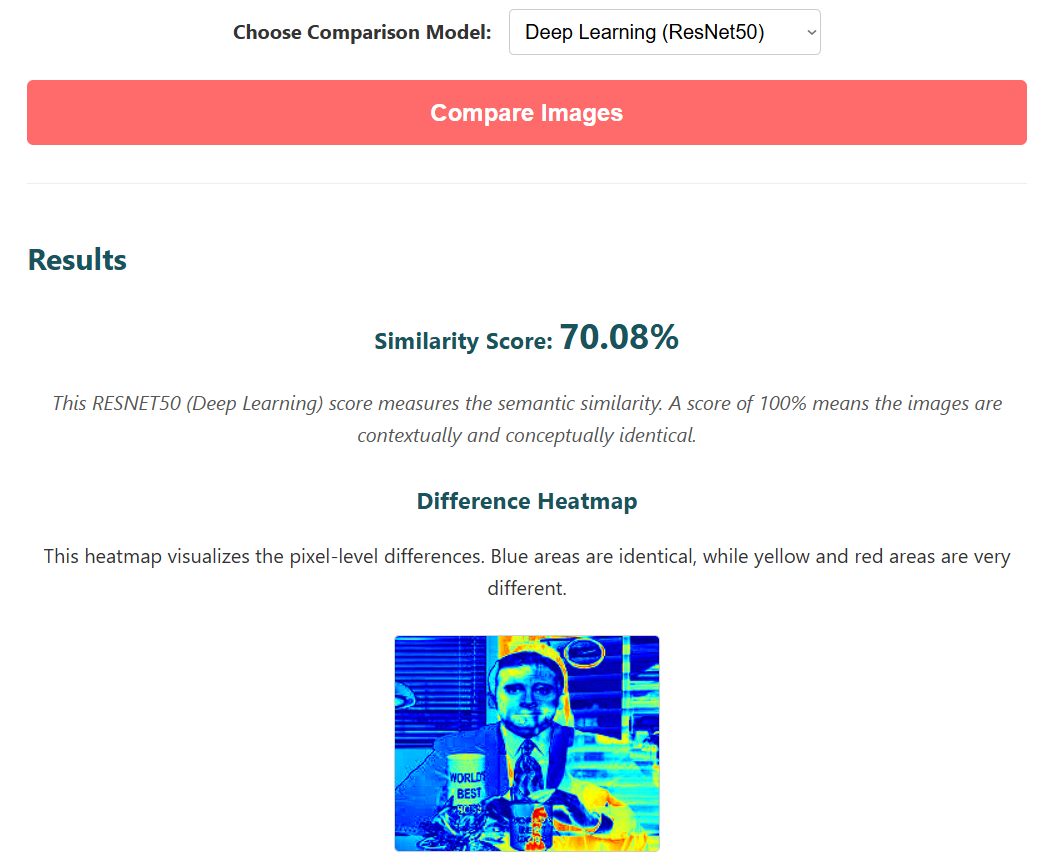 Choose Comparison Model: Deep Learning (ResNet50)
Compare Images
Results
Similarity Score: 70.08%
This RESNET50 (Deep Learning) score measures the semantic similarity. A score of 100% means the images are
contextually and conceptually identical.
Difference Heatmap
This heatmap visualizes the pixel-level differences. Blue areas are identical, while yellow and red areas are very
different.
WORLD'S
BEST